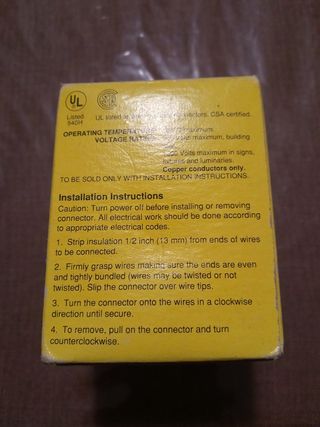 UL
Listed
540H
UL listed connectors. CSA certified.
OPERATING TEMPERATURE maximum
VOLTAGE RATING maximum, building
Volts maximum in signs,
fixtures and luminaries.
Copper conductors only.
TO BE SOLD ONLY WITH INSTALLATION INSTRUCTIONS.
Installation Instructions
Caution: Turn power off before installing or removing
connector. All electrical work should be done according
to appropriate electrical codes.
1. Strip insulation 1/2 inch (13 mm) from ends of wires
to be connected.
2. Firmly grasp wires making sure the ends are even
and tightly bundled (wires may be twisted or not
twisted). Slip the connector over wire tips.
3. Turn the connector onto the wires in a clockwise
direction until secure.
4. To remove, pull on the connector and turn
counterclockwise.